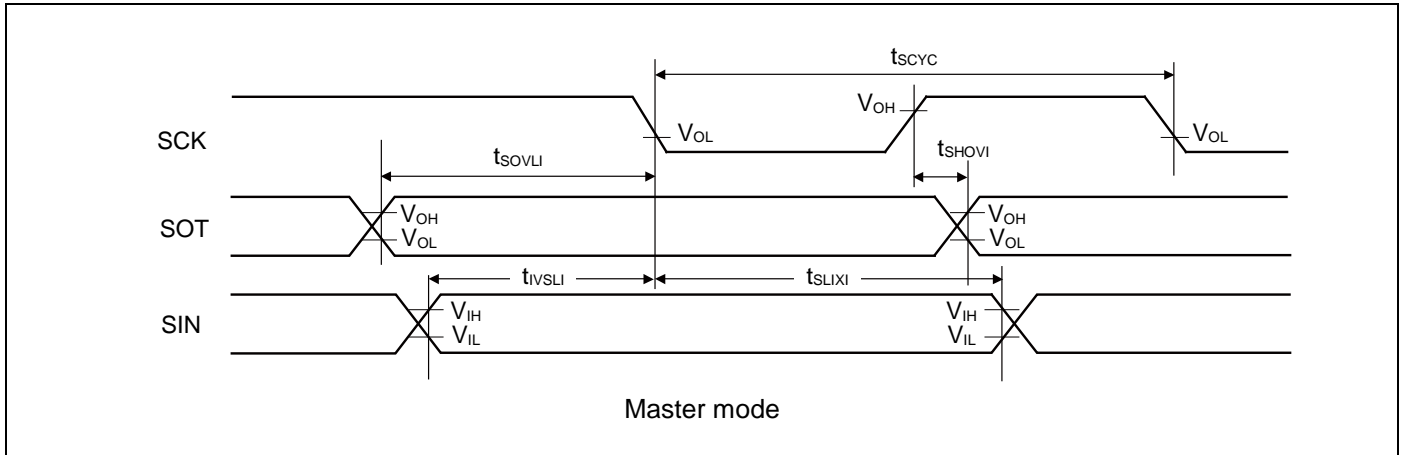 tSCYC
VOH
SCK
VOL
VOL
tSOVLI
tSHOVI
SOT
VOH
VOL
VOH
VOL
tIVSLI
tSLIXI
SIN
VIH
VIL
VIH
VIL
Master mode